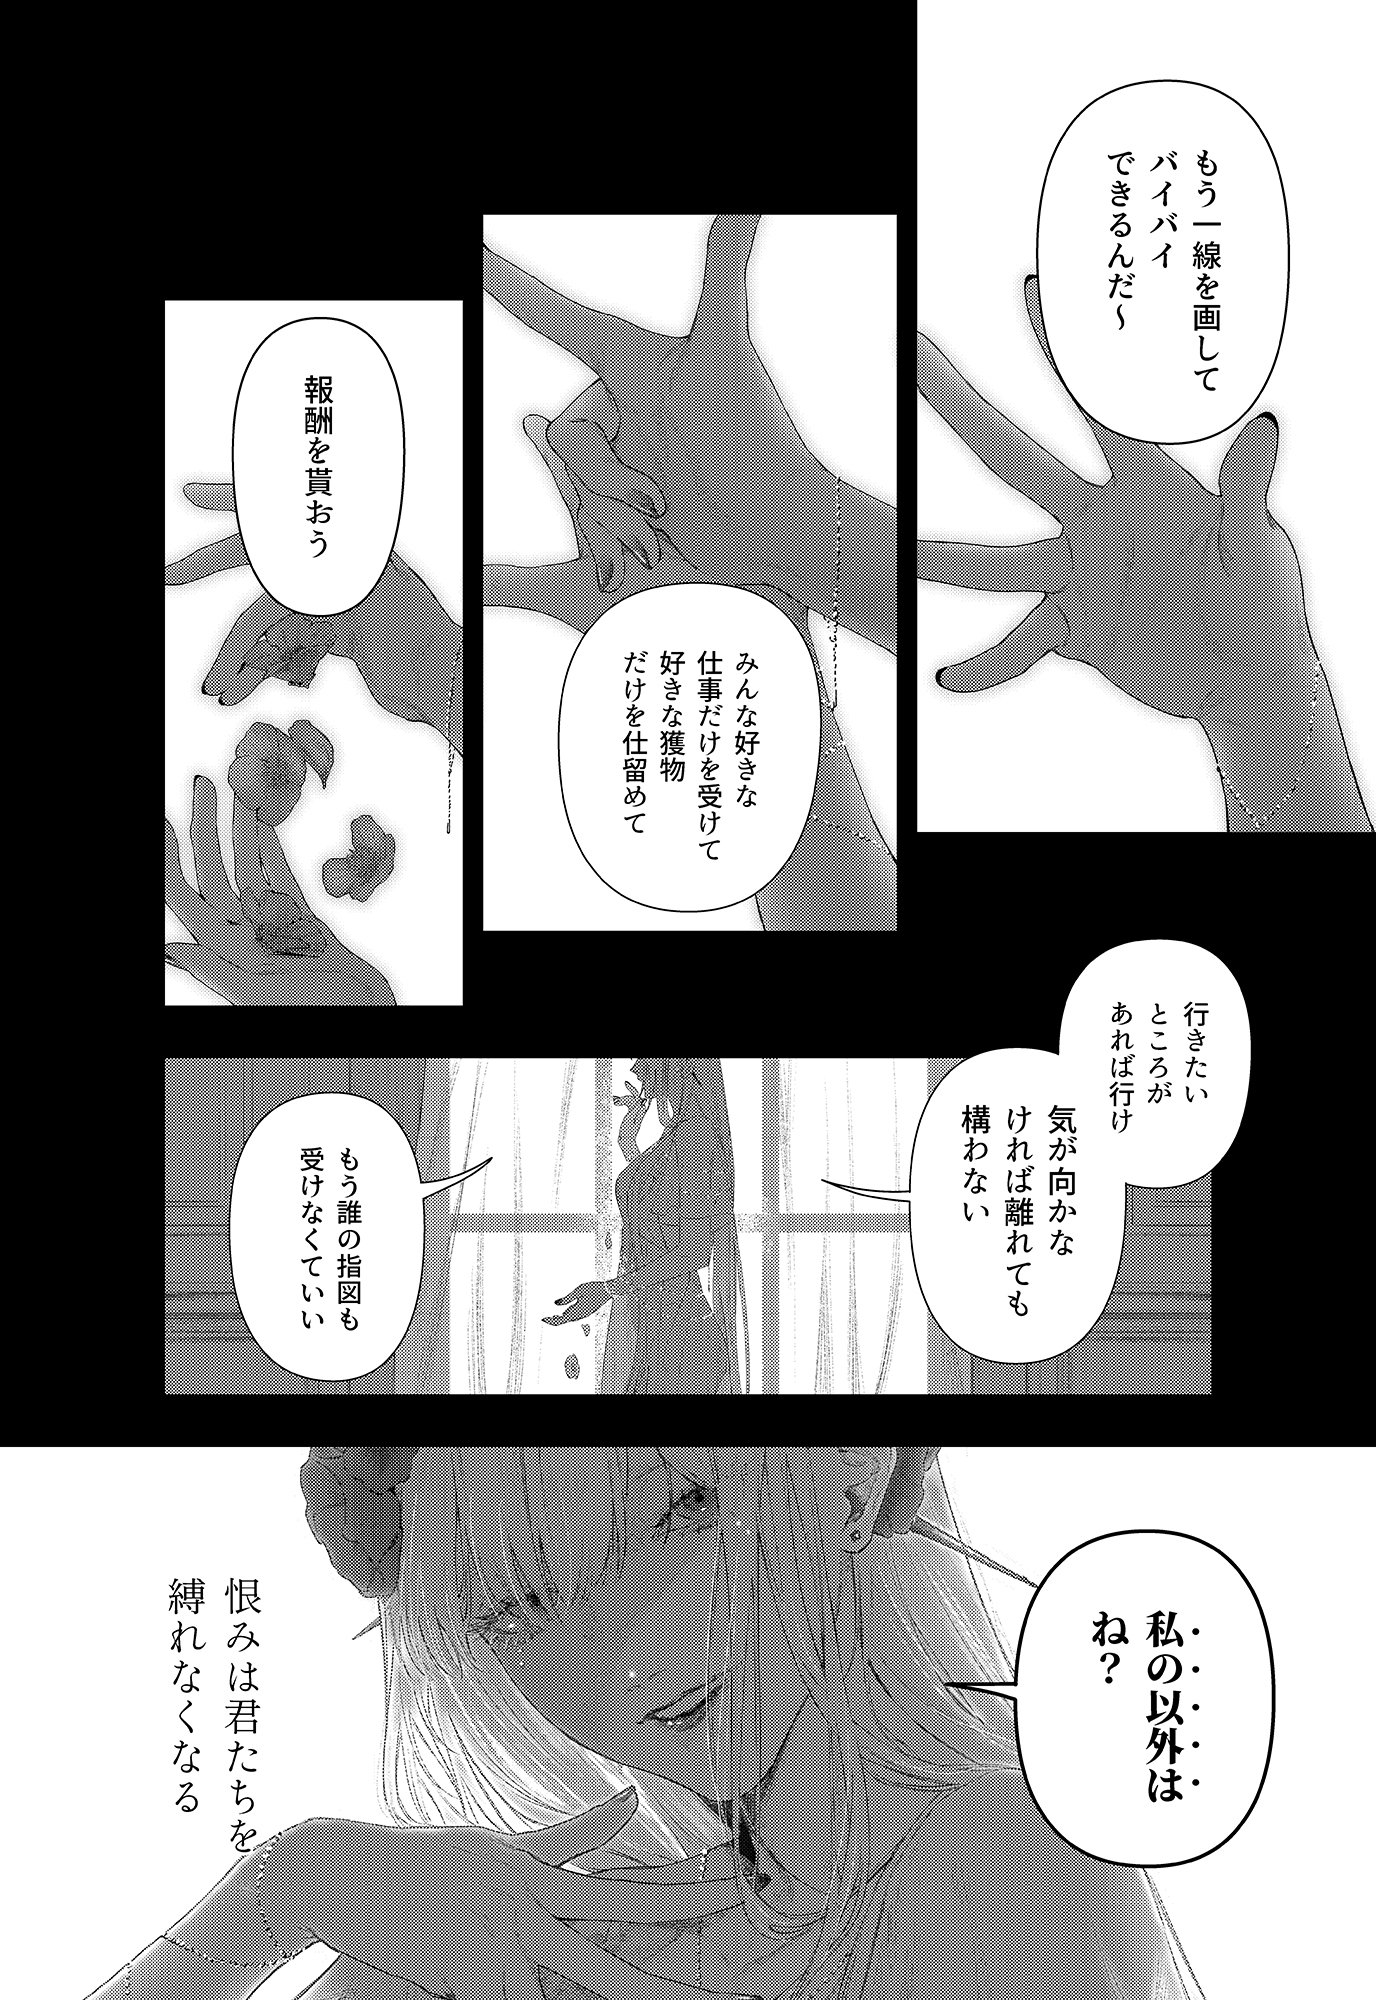 もう一線を画して
バイバイ
できるんだ～
みんな好きな
仕事だけを受けて
好きな獲物
だけを仕留めて
報酬を貰おう
行きたい
ところが
あれば行け
気が向かな
ければ離れても
構わない
もう誰の指図も
受けなくていい
私の以外は
ね？
恨みは君たちを
縛れなくなる